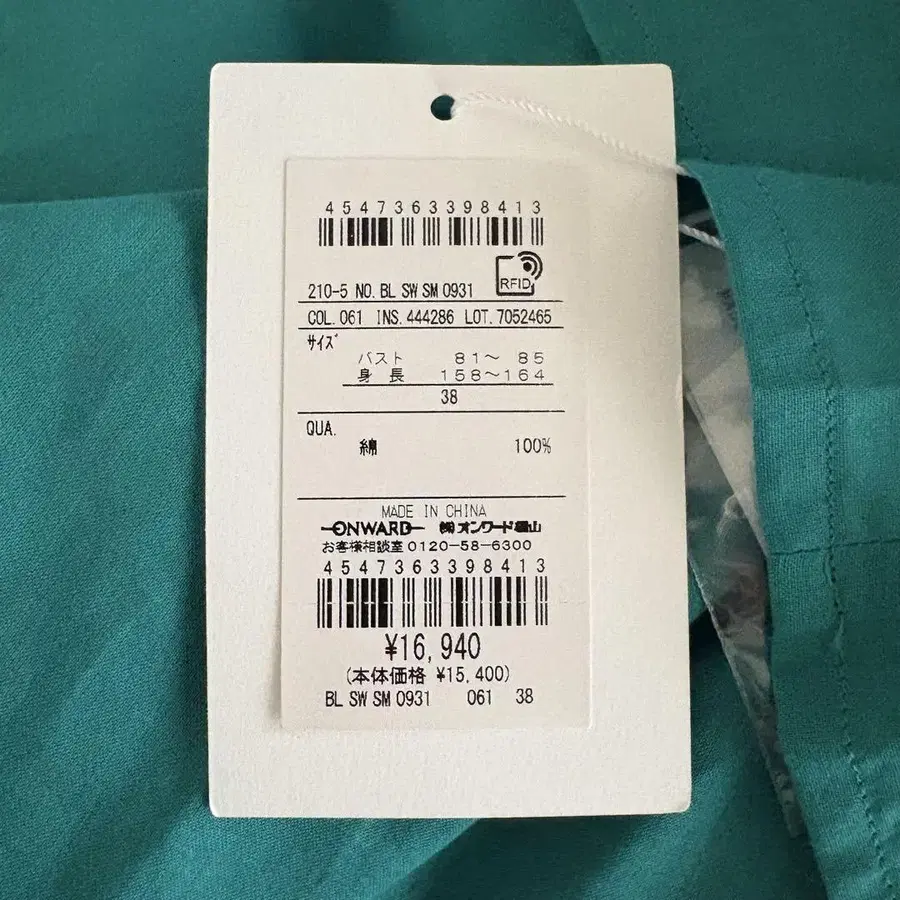 4547363398413
RFID
210-5 NO. BL SW SM 0931
COL. 061 INS. 444286 LOT. 7052465
サイズ
バスト 81～ 85
身 長 158～164
38
QUA.
綿 100%
MADE IN CHINA
ONWARD ㈱オンワード樫山
お客様相談室 0120-58-6300
4547363398413
¥16,940
(本体価格 ¥15,400)
BL SW SM 0931 061 38